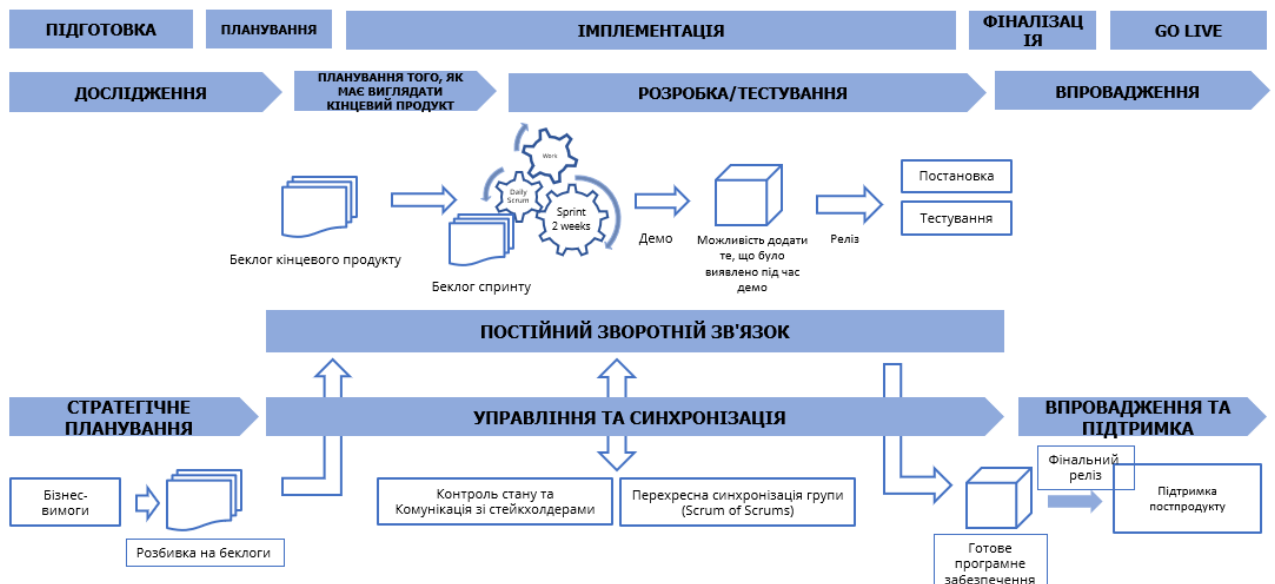 ПІДГОТОВКА
ПЛАНУВАННЯ
ІМПЛЕМЕНТАЦІЯ
ФІНАЛІЗАЦ
ІЯ
GO LIVE
ДОСЛІДЖЕННЯ
ПЛАНУВАННЯ ТОГО, ЯК
МАЄ ВИГЛЯДАТИ
КІНЦЕВИЙ ПРОДУКТ
РОЗРОБКА/ТЕСТУВАННЯ
ВПРОВАДЖЕННЯ
Work
Daily
Scrum
Sprint
2 weeks
Беклог кінцевого продукту
Беклог спринту
Демо
Можливість додати
те, що було
виявлено під час
демо
Реліз
Постановка
Тестування
ПОСТІЙНИЙ ЗВОРОТНІЙ ЗВ'ЯЗОК
СТРАТЕГІЧНЕ
ПЛАНУВАННЯ
УПРАВЛІННЯ ТА СИНХРОНІЗАЦІЯ
ВПРОВАДЖЕННЯ ТА
ПІДТРИМКА
Бізнес-
вимоги
Розбивка на беклоги
Контроль стану та
Комунікація зі стейкхолдерами
Перехресна синхронізація групи
(Scrum of Scrums)
Готове
програмне
забезпечення
Фінальний
реліз
Підтримка
постпродукту